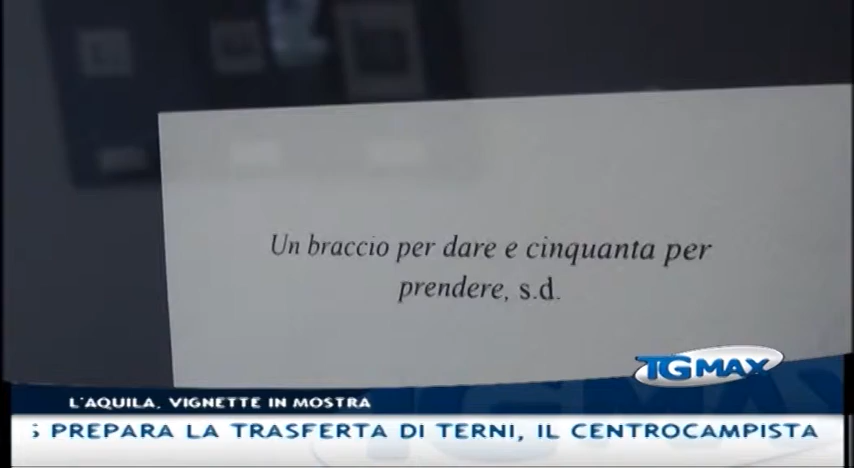 Un braccio per dare e cinquanta per
prendere, s.d.
TGMAX
L'AQUILA, VIGNETTE IN MOSTRA
PREPARA LA TRASFERTA DI TERNI, IL CENTROCAMPISTA